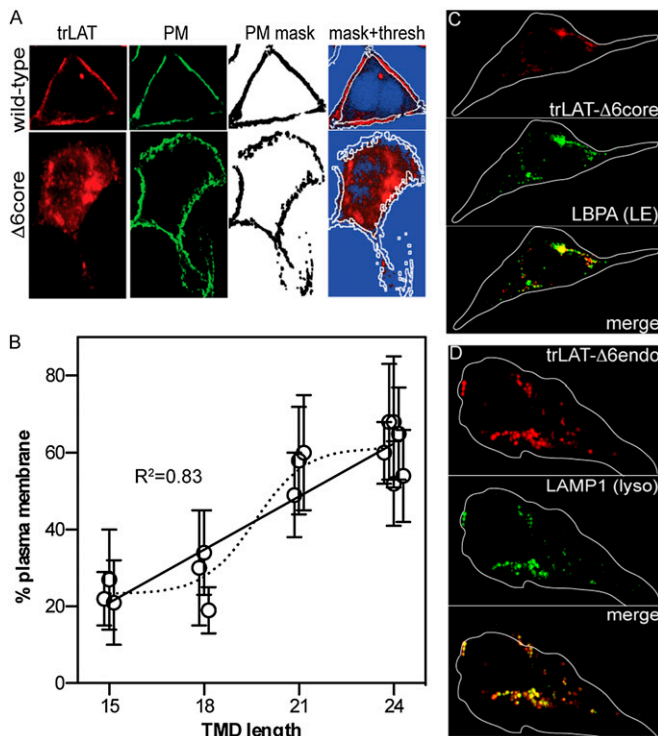 A
trLAT
PM
PM mask
mask+thresh
wild-type
Δ6core
B
% plasma membrane
80
60
40
20
0
R²=0.83
15
18
21
24
TMD length
C
trLAT-Δ6core
LBPA (LE)
merge
D
trLAT-Δ6endo
LAMP1 (lyso)
merge